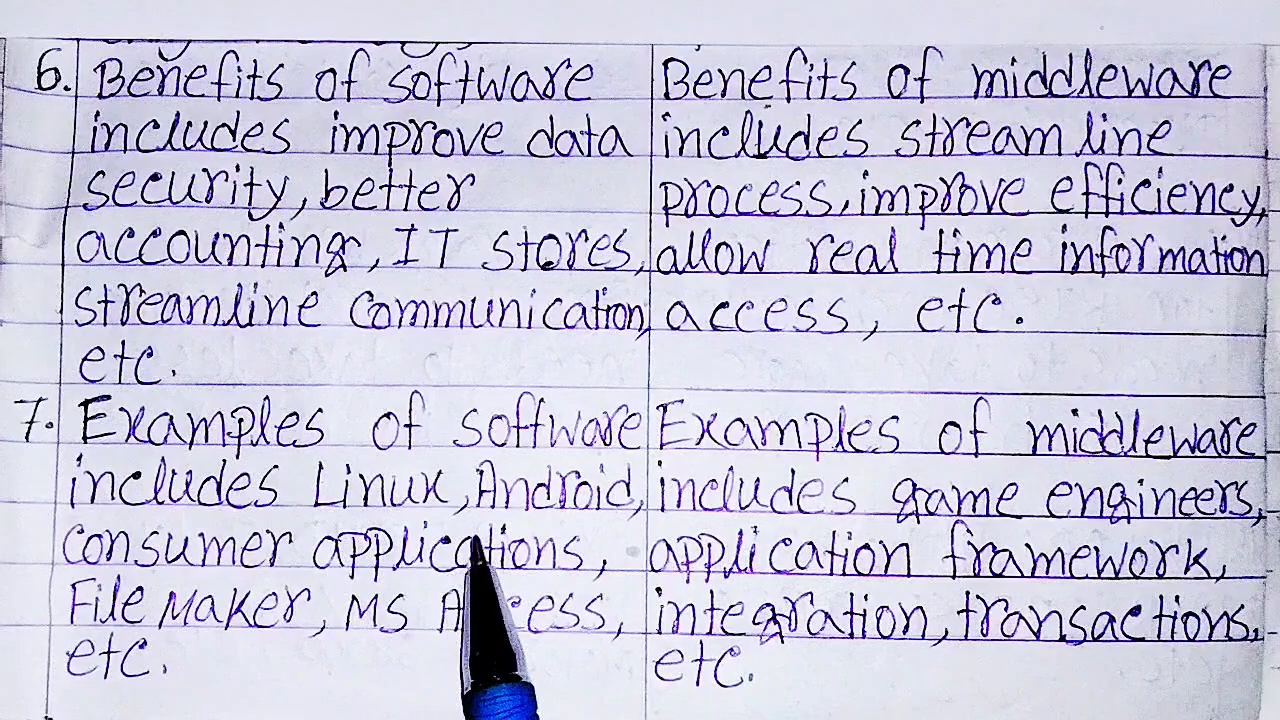 6. Benefits of software
includes improve data
security, better
accounting, IT stores,
streamline communication,
etc.
Benefits of middleware
includes streamline
process, improve efficiency,
allow real time information
access, etc.
7. Examples of software
includes Linux, Android,
consumer applications,
FileMaker, MS Access,
etc.
Examples of middleware
includes game engineers,
application framework,
integration, transactions,
etc.